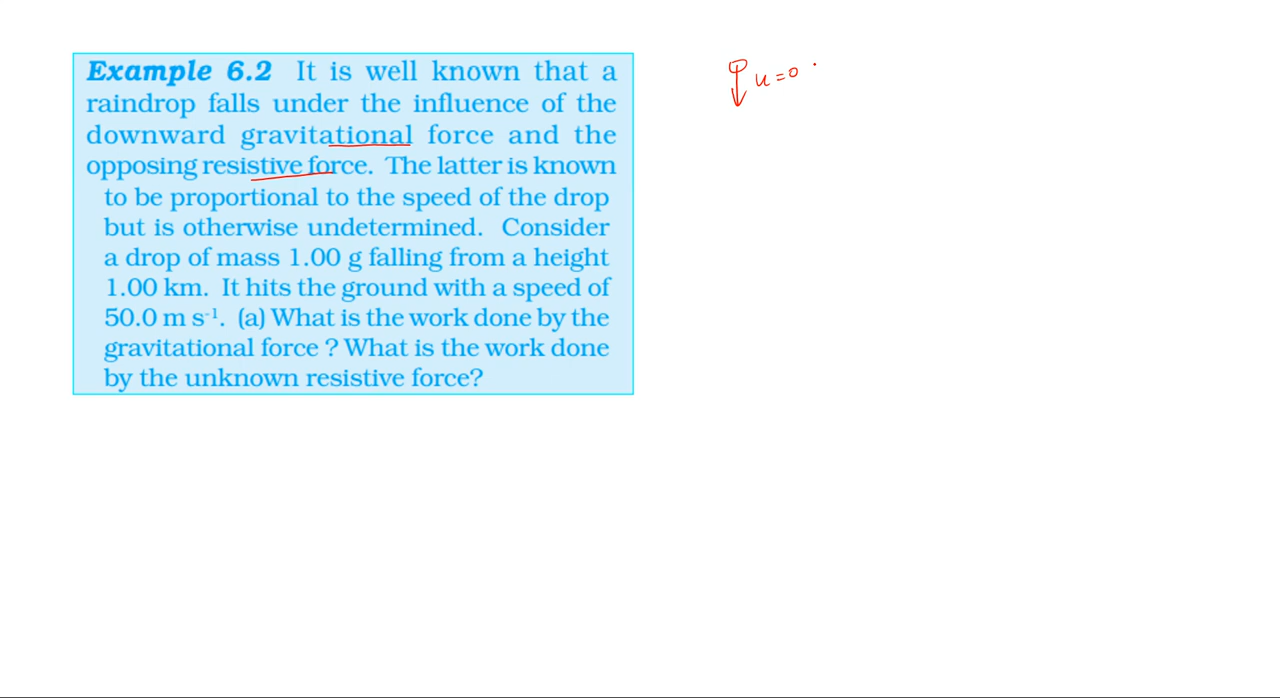 Example 6.2 It is well known that a
raindrop falls under the influence of the
downward gravitational force and the
opposing resistive force. The latter is known
to be proportional to the speed of the drop
but is otherwise undetermined. Consider
a drop of mass 1.00 g falling from a height
1.00 km. It hits the ground with a speed of
50.0 m s⁻¹. (a) What is the work done by the
gravitational force ? What is the work done
by the unknown resistive force?
u=0